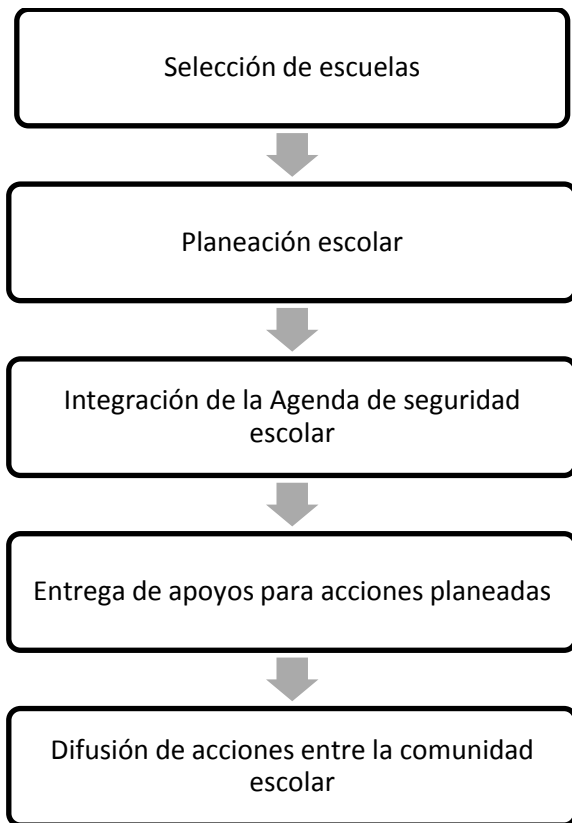 Selección de escuelas
Planeación escolar
Integración de la Agenda de seguridad
escolar
Entrega de apoyos para acciones planeadas
Difusión de acciones entre la comunidad
escolar